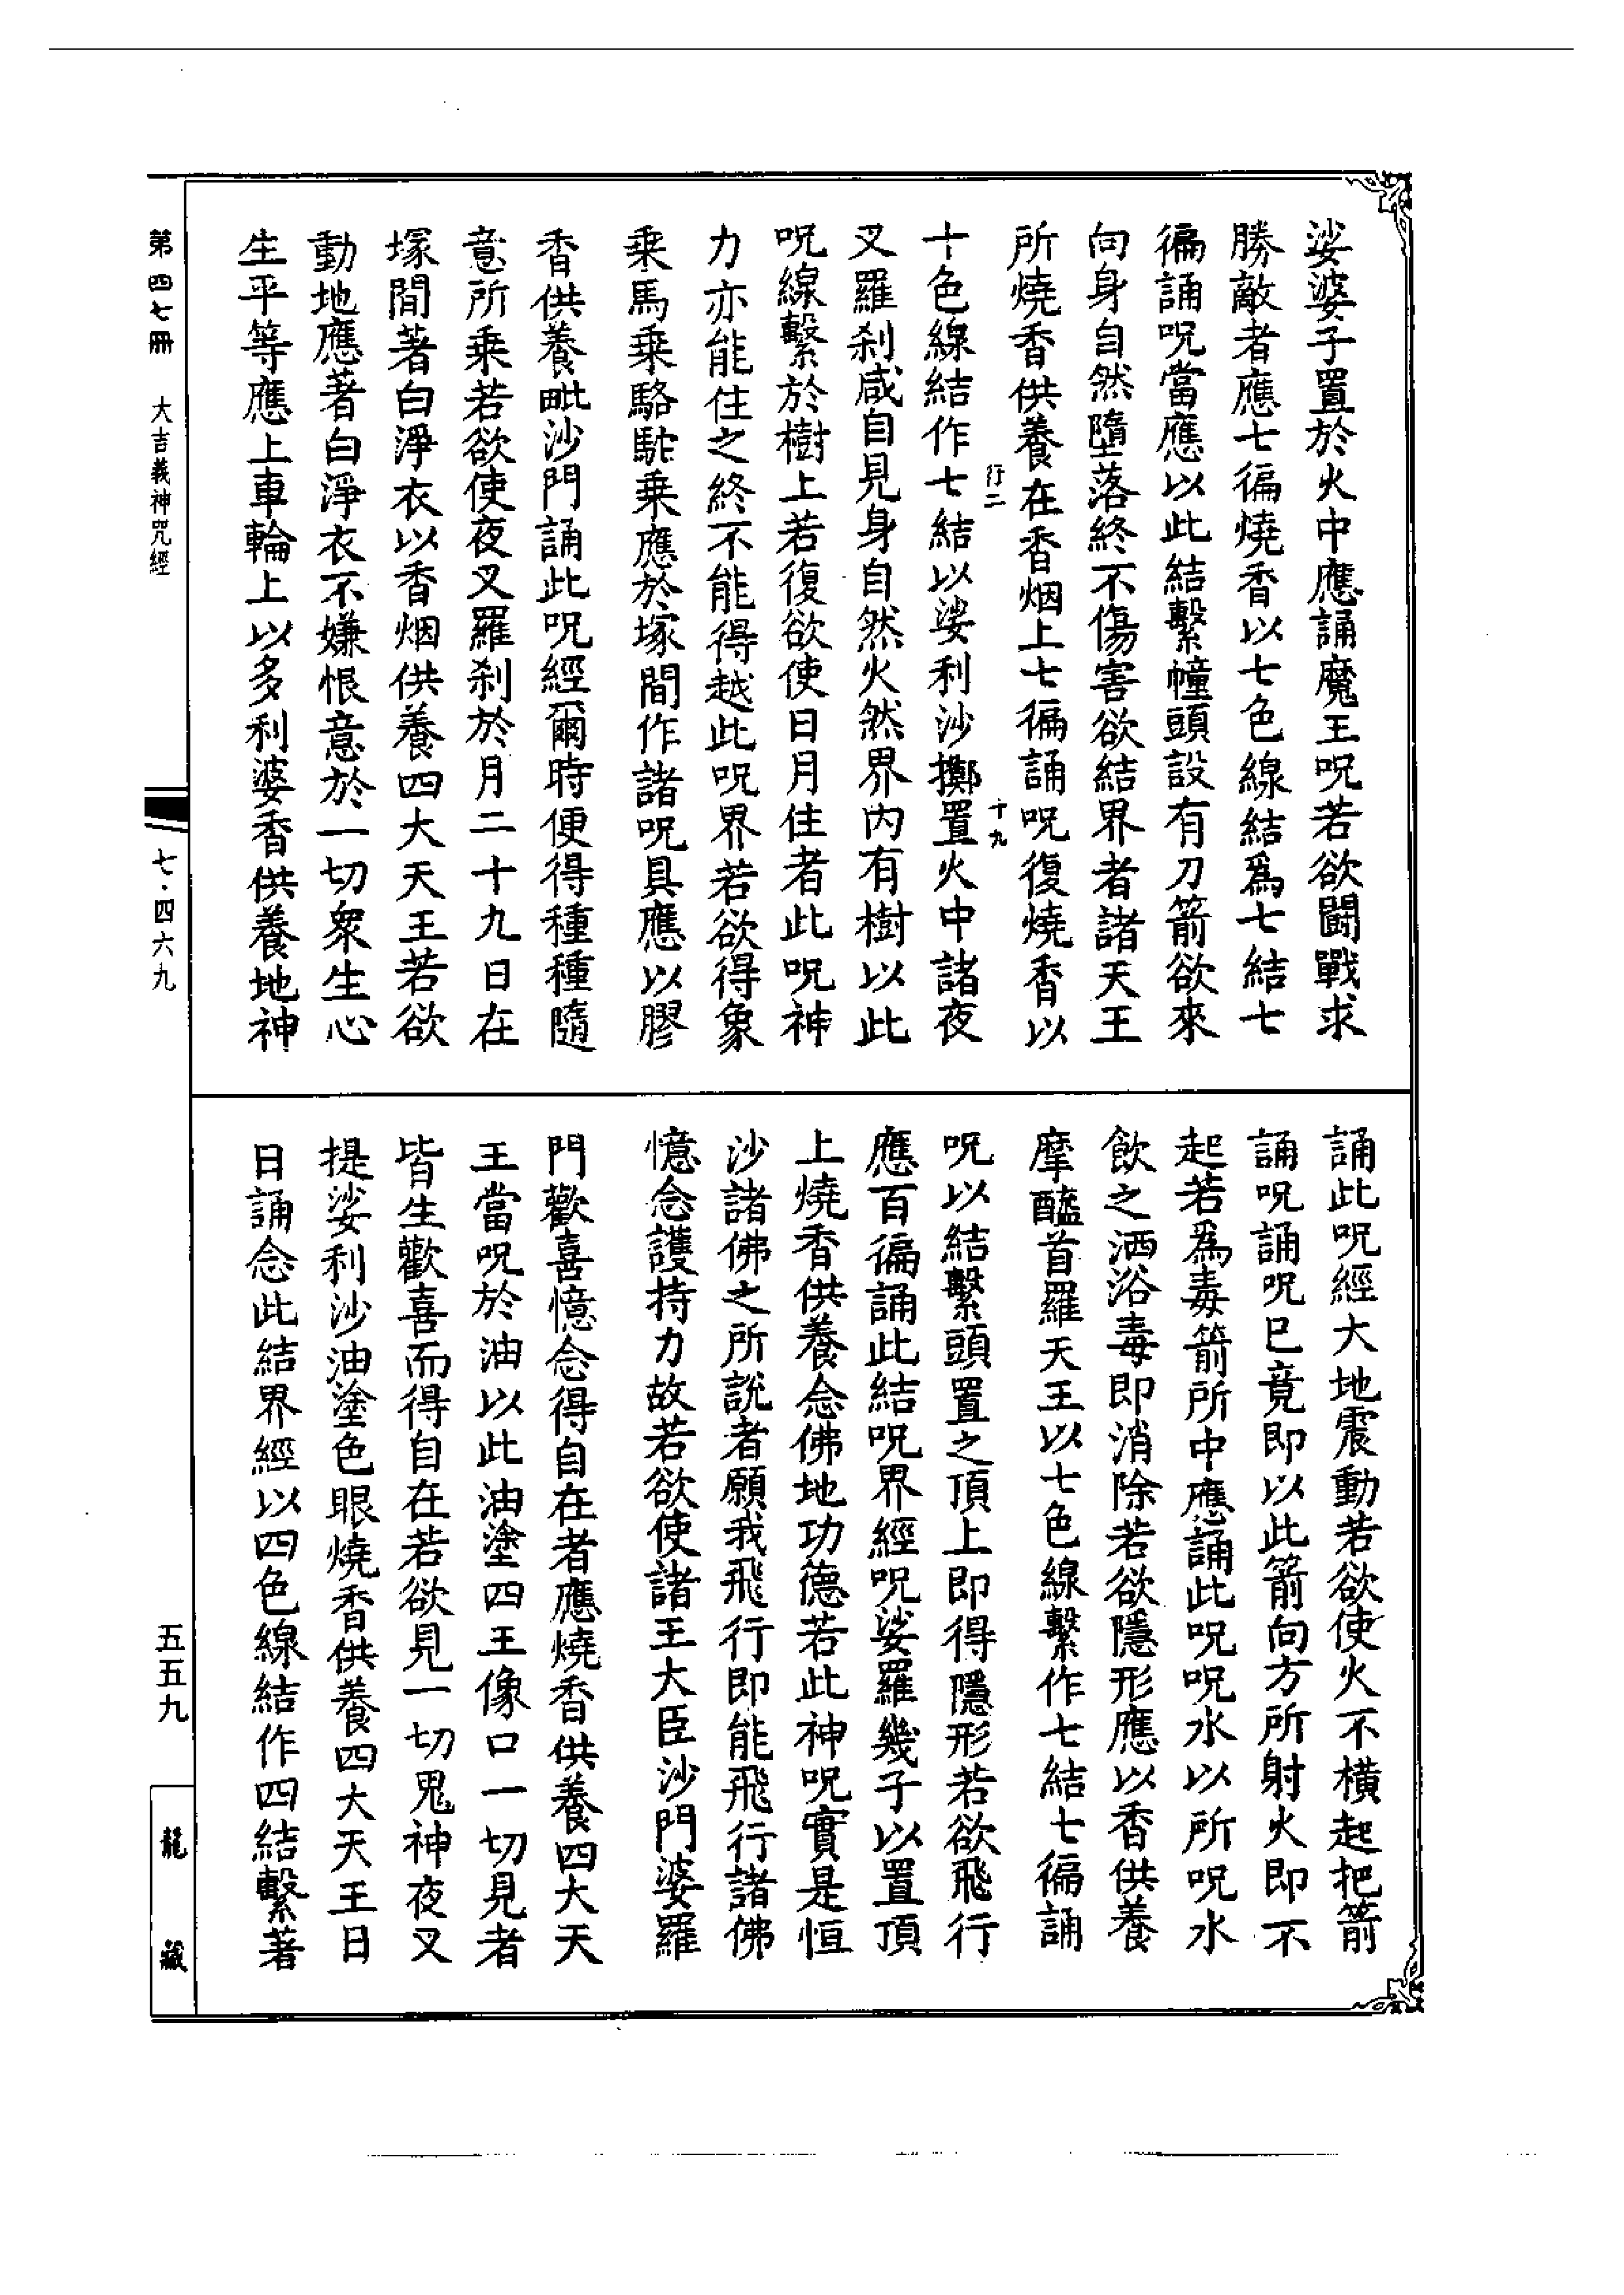 娑婆子置於火中應誦魔王呪若欲鬪戰求
勝敵者應七徧燒香以七色線結爲七結七
徧誦呪當應以此結繫幢頭設有刀箭欲來
向身自然墮落終不傷害欲結界者諸天王
所燒香供養在香烟上七徧誦呪復燒香以
行二
十九
十色線結作七結以娑利沙擲置火中諸夜
叉羅刹咸自見身自然火然界內有樹以此
呪線繫於樹上若復欲使日月住者此呪神
力亦能住之終不能得越此呪界若欲得象
乗馬乗駱駝乗應於塚間作諸呪具應以膠
香供養毗沙門誦此呪經爾時便得種種隨
意所乗若欲使夜叉羅刹於月二十九日在
塚間著白淨衣以香烟供養四大天王若欲
動地應著白淨衣不嫌恨意於一切衆生心
生平等應上車輪上以多利婆香供養地神
誦此呪經大地震動若欲使火不橫起把箭
誦呪誦呪巳竟即以此箭向方所射火即不
起若爲毒箭所中應誦此呪呪水以所呪水
飲之洒浴毒即消除若欲隱形應以香供養
摩醯首羅天王以七色線繫作七結七徧誦
呪以結繫頭置之頂上即得隱形若欲飛行
應百徧誦此結呪界經呪娑羅幾子以置頂
上燒香供養念佛地功德若此神呪實是恒
沙諸佛之所說者願我飛行即能飛行諸佛
憶念護持力故若欲使諸王大臣沙門婆羅
門歡喜憶念得自在者應燒香供養四大天
王當呪於油以此油塗四王像口一切見者
皆生歡喜而得自在若欲見一切鬼神夜叉
提娑利沙油塗色眼燒香供養四大天王日
日誦念此結界經以四色線結作四結繫著
第四七冊
大吉義神咒經
七·四六九
五五九
龍藏